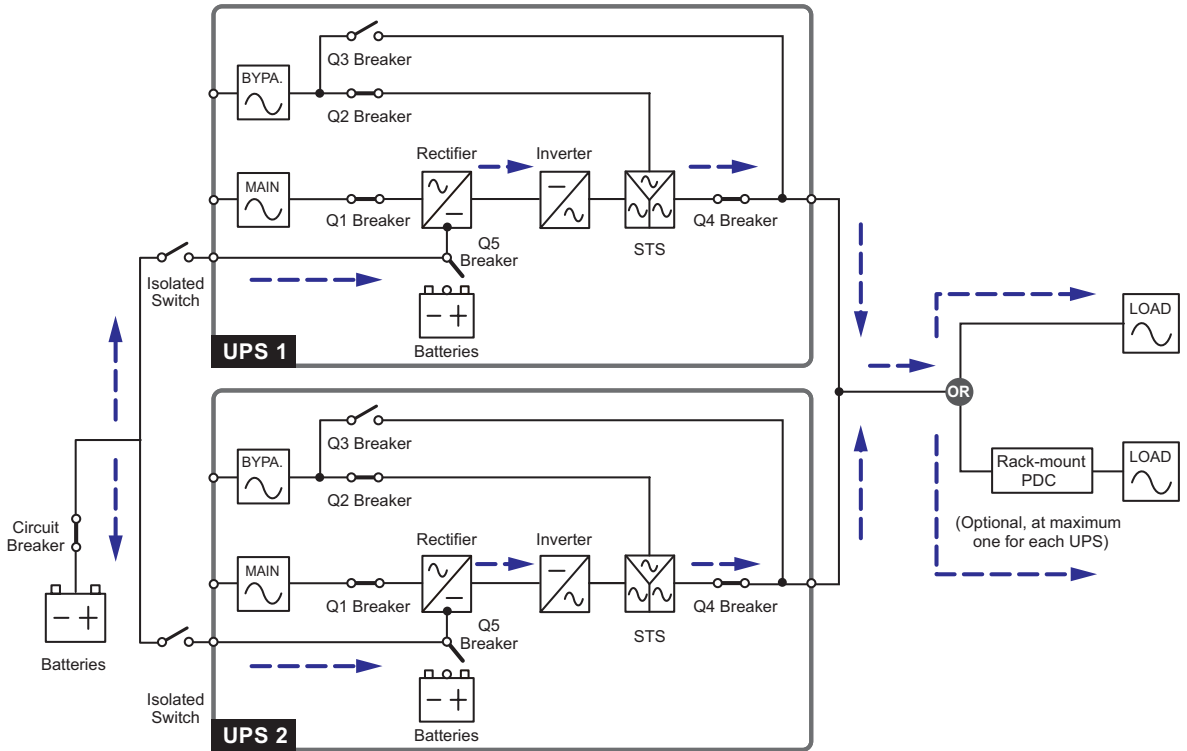 Q3 Breaker
BYPA.
Q2 Breaker
Rectifier
Inverter
MAIN
Q1 Breaker
Q5
Breaker
STS
Q4 Breaker
Isolated
Switch
Batteries
UPS 1
LOAD
OR
Rack-mount
PDC
LOAD
(Optional, at maximum
one for each UPS)
Circuit
Breaker
- +
Batteries
- +
Q3 Breaker
BYPA.
Q2 Breaker
Rectifier
Inverter
MAIN
Q1 Breaker
Q5
Breaker
STS
Q4 Breaker
Isolated
Switch
- +
Batteries
UPS 2